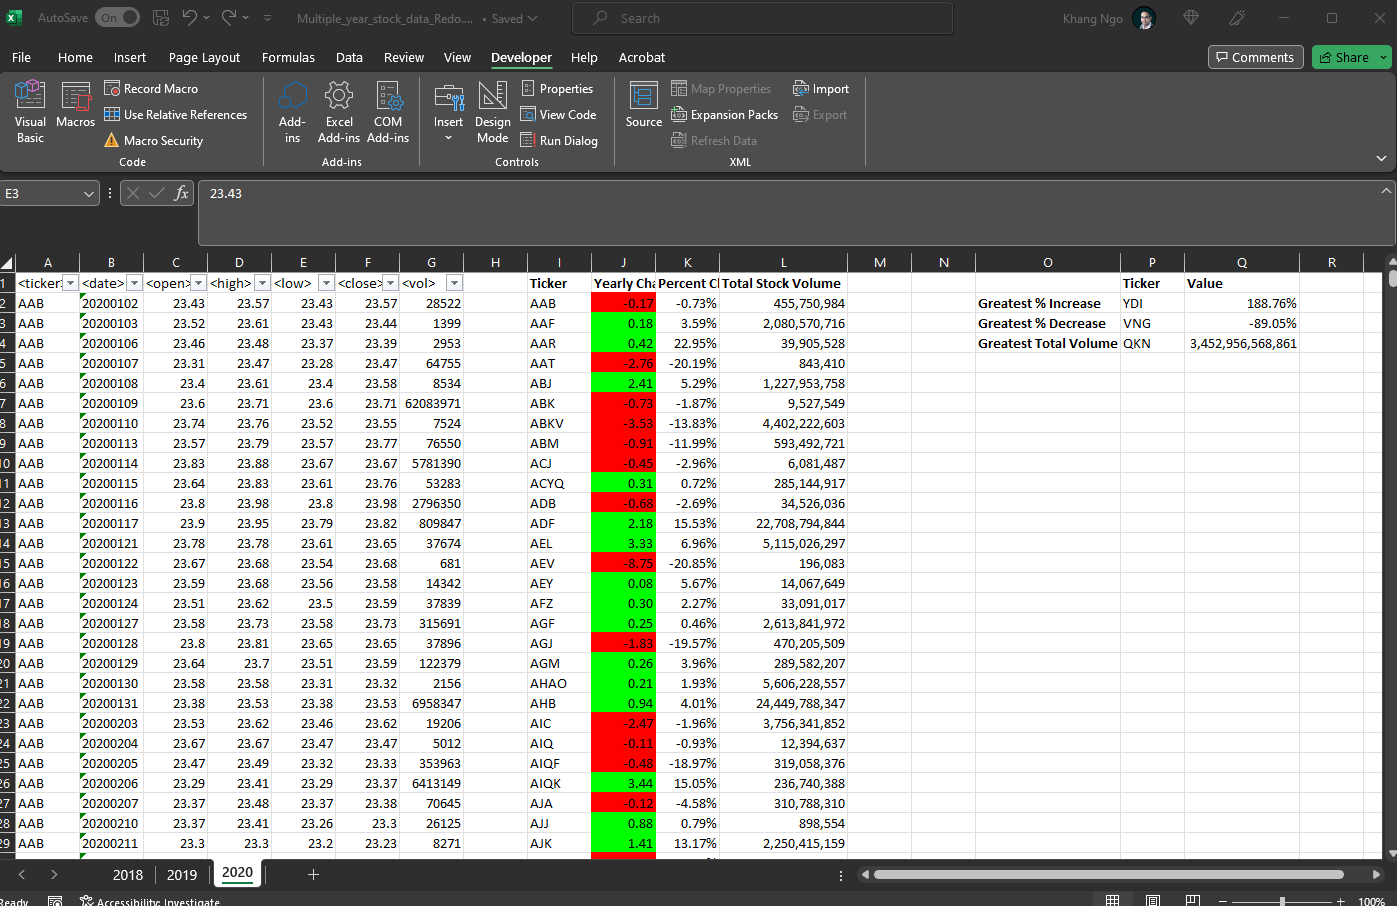 AutoSave On Multiple_year_stock_data_Redo.... • Saved Search Khang Ngo
File Home Insert Page Layout Formulas Data Review View Developer Help Acrobat Comments Share
Visual Basic Macros Record Macro Use Relative References Macro Security Code
Add-ins Excel Add-ins COM Add-ins Add-ins
Insert Design Mode Properties View Code Run Dialog Controls
Source Map Properties Expansion Packs Refresh Data Import Export XML
E3 fx 23.43
A B C D E F G H I J K L M N O P Q R
1 <ticker> <date> <open> <high> <low> <close> <vol> Ticker Yearly Cha Percent Cl Total Stock Volume Ticker Value
2 AAB 20200102 23.43 23.57 23.43 23.57 28522 AAB -0.17 -0.73% 455,750,984 Greatest % Increase YDI 188.76%
3 AAB 20200103 23.52 23.61 23.43 23.44 1399 AAF 0.18 3.59% 2,080,570,716 Greatest % Decrease VNG -89.05%
4 AAB 20200106 23.46 23.48 23.37 23.39 2953 AAR 0.42 22.95% 39,905,528 Greatest Total Volume QKN 3,452,956,568,861
5 AAB 20200107 23.31 23.47 23.28 23.47 64755 AAT -2.76 -20.19% 843,410
6 AAB 20200108 23.4 23.61 23.4 23.58 8534 ABJ 2.41 5.29% 1,227,953,758
7 AAB 20200109 23.6 23.71 23.6 23.71 62083971 ABK -0.73 -1.87% 9,527,549
8 AAB 20200110 23.74 23.76 23.52 23.55 7524 ABKV -3.53 -13.83% 4,402,222,603
9 AAB 20200113 23.57 23.79 23.57 23.77 76550 ABM -0.91 -11.99% 593,492,721
10 AAB 20200114 23.83 23.88 23.67 23.67 5781390 ACJ -0.45 -2.96% 6,081,487
11 AAB 20200115 23.64 23.83 23.61 23.76 53283 ACYQ 0.31 0.72% 285,144,917
12 AAB 20200116 23.8 23.98 23.8 23.98 2796350 ADB -0.68 -2.69% 34,526,036
13 AAB 20200117 23.9 23.95 23.79 23.82 809847 ADF 2.18 15.53% 22,708,794,844
14 AAB 20200121 23.78 23.78 23.61 23.65 37674 AEL 3.33 6.96% 5,115,026,297
15 AAB 20200122 23.67 23.68 23.54 23.68 681 AEV -8.75 -20.85% 196,083
16 AAB 20200123 23.59 23.68 23.56 23.58 14342 AEY 0.08 5.67% 14,067,649
17 AAB 20200124 23.51 23.62 23.5 23.59 37839 AFZ 0.30 2.27% 33,091,017
18 AAB 20200127 23.58 23.73 23.58 23.73 315691 AGF 0.25 0.46% 2,613,841,972
19 AAB 20200128 23.8 23.81 23.65 23.65 37896 AGJ -1.83 -19.57% 470,205,509
20 AAB 20200129 23.64 23.7 23.51 23.59 122379 AGM 0.26 3.96% 289,582,207
21 AAB 20200130 23.58 23.58 23.31 23.32 2156 AHAO 0.21 1.93% 5,606,228,557
22 AAB 20200131 23.38 23.53 23.38 23.53 6958347 AHB 0.94 4.01% 24,449,788,347
23 AAB 20200203 23.53 23.62 23.46 23.62 19206 AIC -2.47 -1.96% 3,756,341,852
24 AAB 20200204 23.67 23.67 23.47 23.47 5012 AIQ -0.11 -0.93% 12,394,637
25 AAB 20200205 23.47 23.49 23.32 23.33 353963 AIQF -0.48 -18.97% 319,058,376
26 AAB 20200206 23.29 23.41 23.29 23.37 6413149 AIQK 3.44 15.05% 236,740,388
27 AAB 20200207 23.37 23.48 23.37 23.38 70645 AJA -0.12 -4.58% 310,788,310
28 AAB 20200210 23.37 23.41 23.26 23.3 26125 AJJ 0.88 0.79% 898,554
29 AAB 20200211 23.3 23.3 23.2 23.23 8271 AJK 1.41 13.17% 2,250,415,159
2018 2019 2020
Ready Accessibility: Investigate 100%